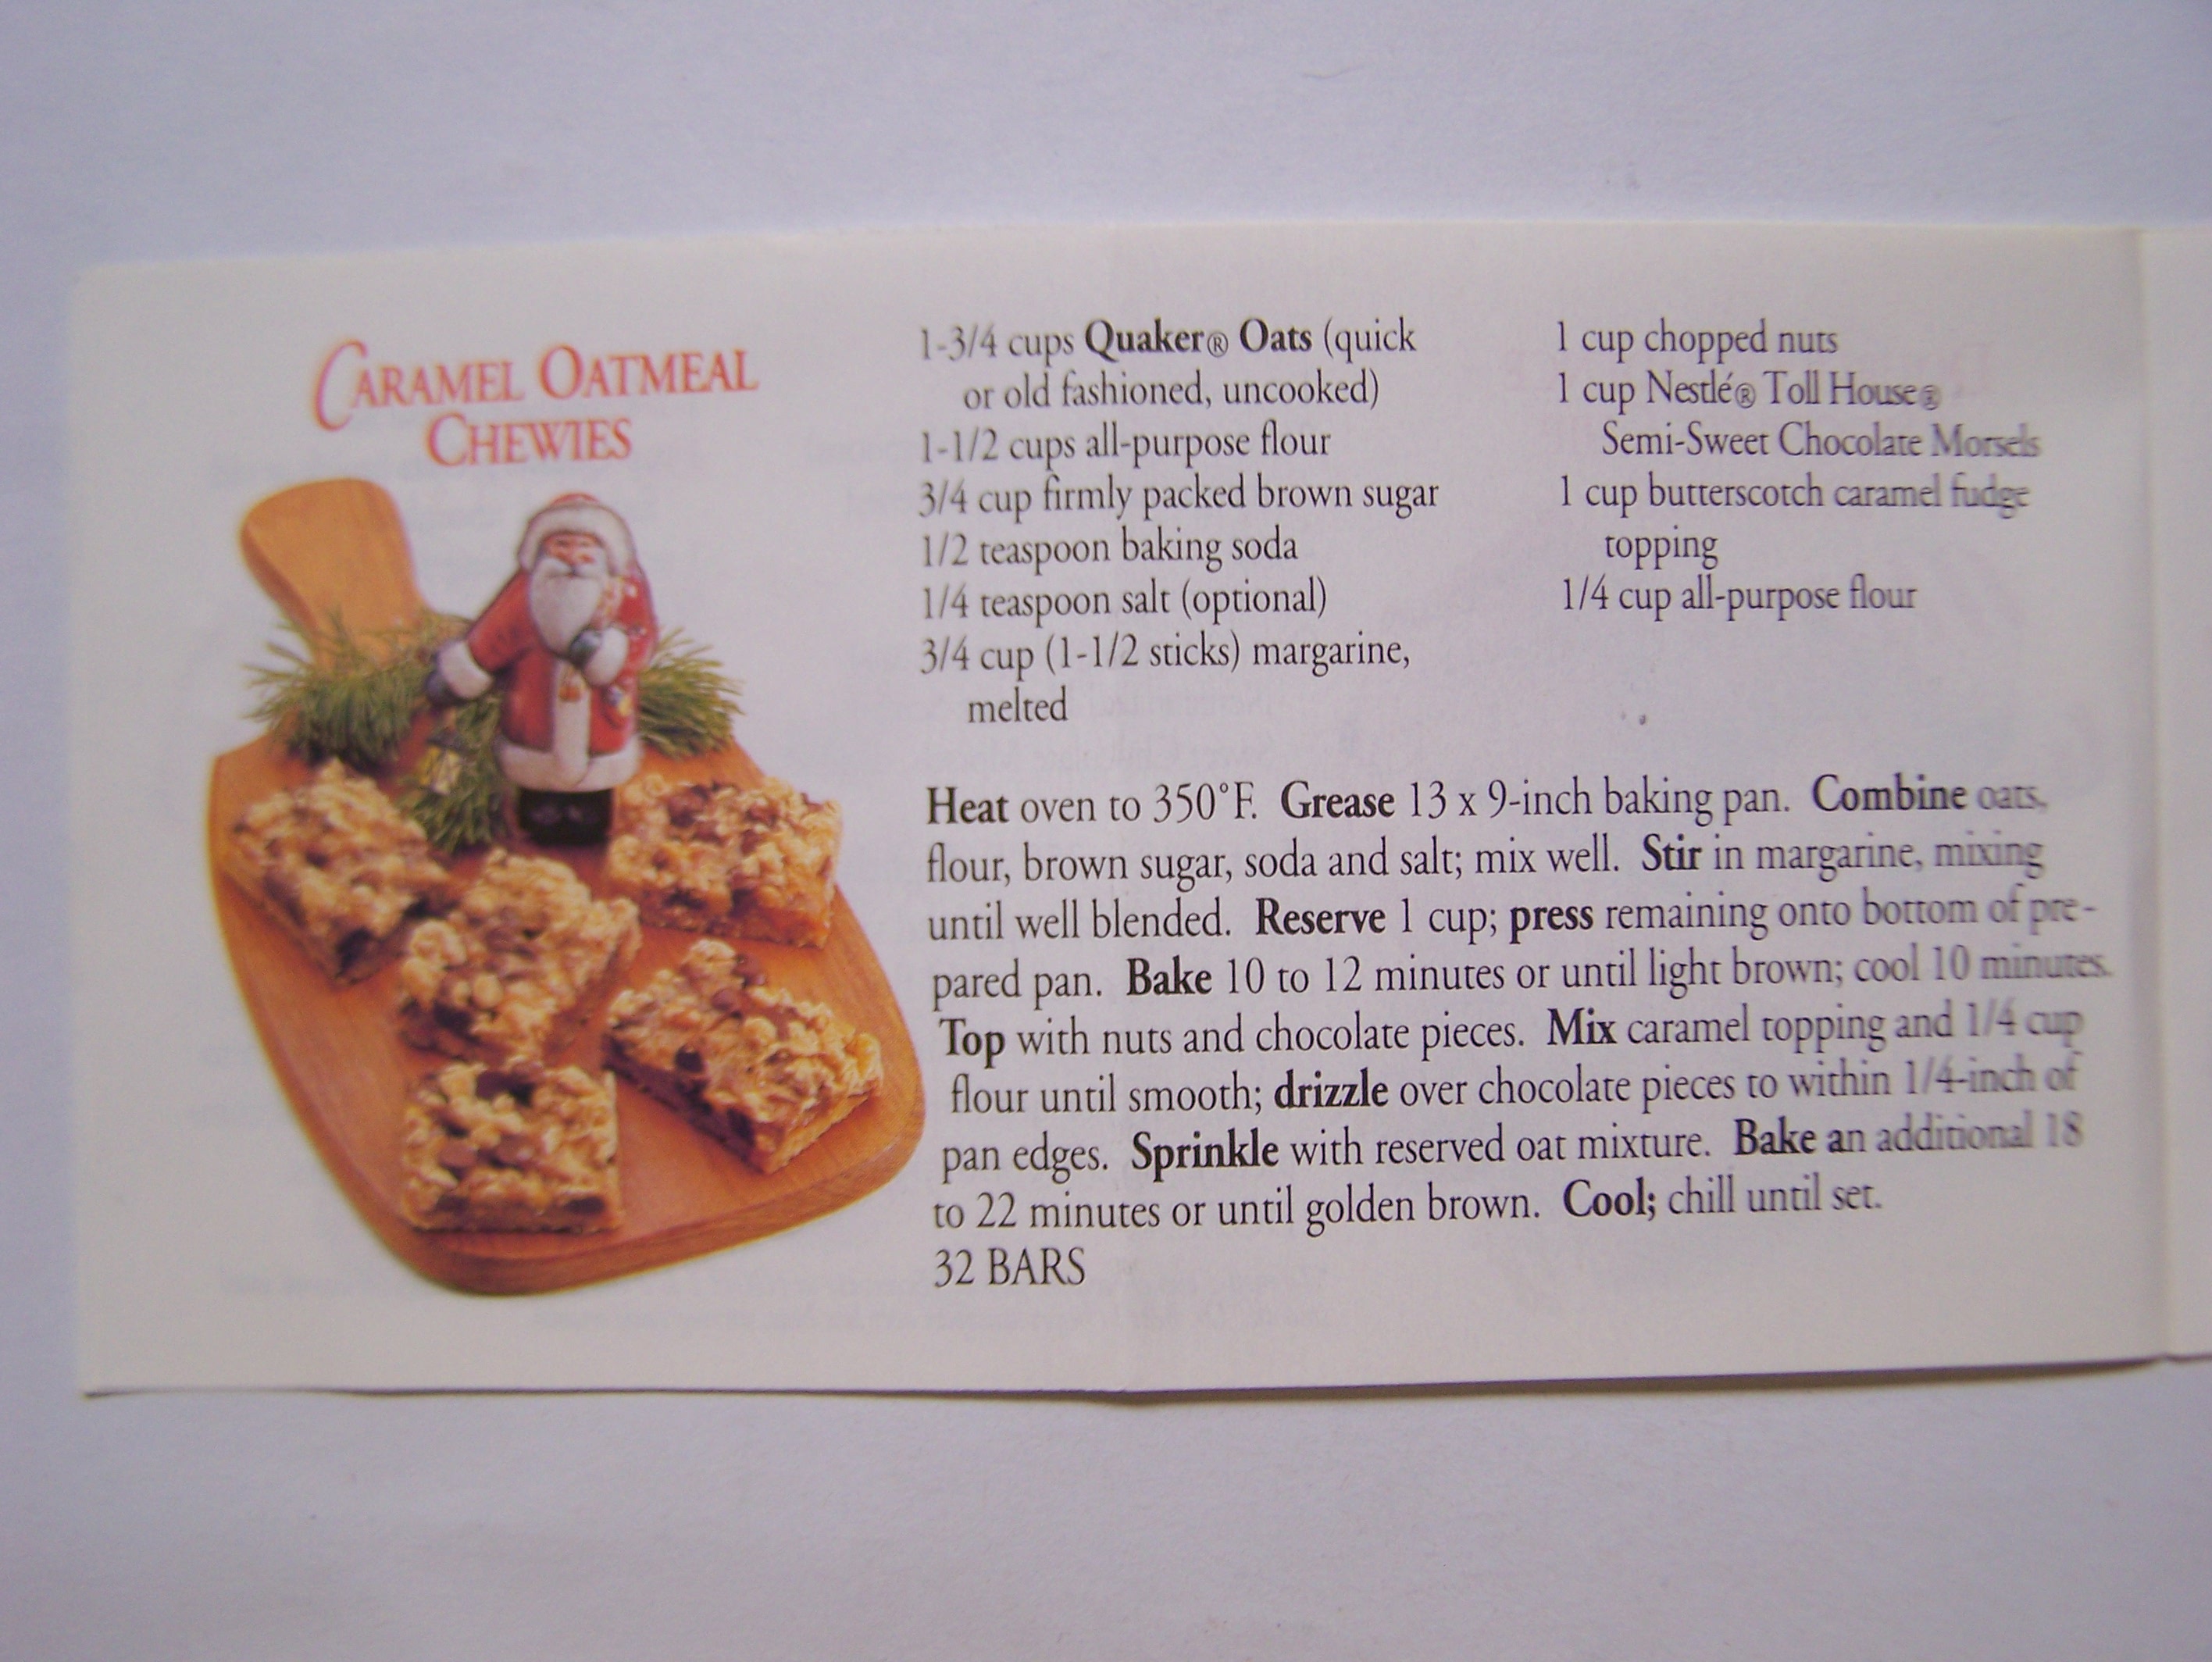 CARAMEL OATMEAL
CHEWIES
1-3/4 cups Quaker® Oats (quick
or old fashioned, uncooked)
1-1/2 cups all-purpose flour
3/4 cup firmly packed brown sugar
1/2 teaspoon baking soda
1/4 teaspoon salt (optional)
3/4 cup (1-1/2 sticks) margarine,
melted
1 cup chopped nuts
1 cup Nestlé® Toll House®
Semi-Sweet Chocolate Morsels
1 cup butterscotch caramel fudge
topping
1/4 cup all-purpose flour
Heat oven to 350°F. Grease 13 x 9-inch baking pan. Combine oats,
flour, brown sugar, soda and salt; mix well. Stir in margarine, mixing
until well blended. Reserve 1 cup; press remaining onto bottom of pre-
pared pan. Bake 10 to 12 minutes or until light brown; cool 10 minutes.
Top with nuts and chocolate pieces. Mix caramel topping and 1/4 cup
flour until smooth; drizzle over chocolate pieces to within 1/4-inch of
pan edges. Sprinkle with reserved oat mixture. Bake an additional 18
to 22 minutes or until golden brown. Cool; chill until set.
32 BARS